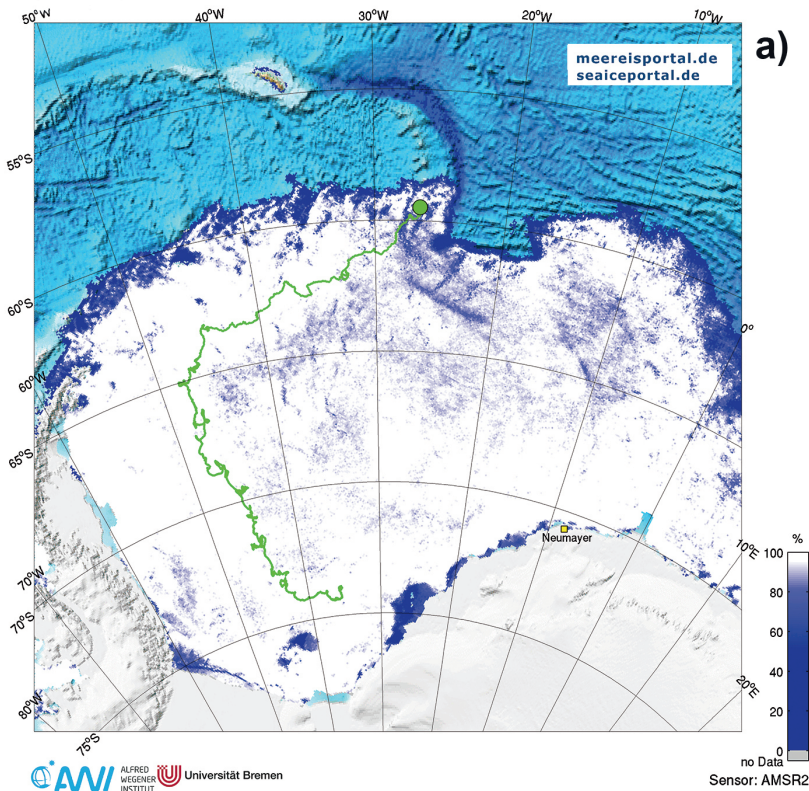 50°W
40°W
30°W
20°W
10°W
a)
meereisportal.de
seaiceportal.de
55°S
60°S
0°
60°W
65°S
Neumayer
%
100
80
60
40
20
0
no Data
10°E
70°W
70°S
20°E
80°W
75°S
AWI
ALFRED
WEGENER
INSTITUT
Universität Bremen
Sensor: AMSR2